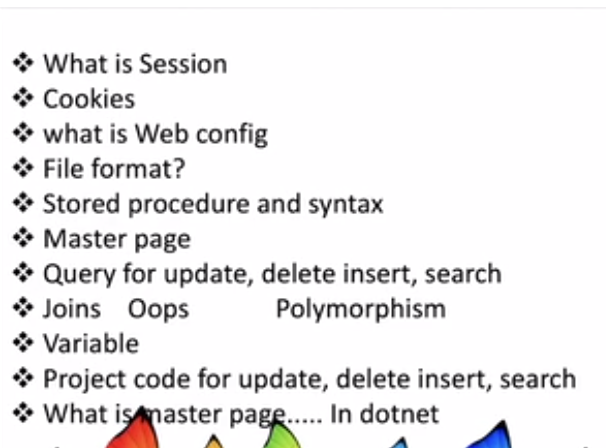 ❖ What is Session
❖ Cookies
❖ what is Web config
❖ File format?
❖ Stored procedure and syntax
❖ Master page
❖ Query for update, delete insert, search
❖ Joins Oops Polymorphism
❖ Variable
❖ Project code for update, delete insert, search
❖ What is master page..... In dotnet